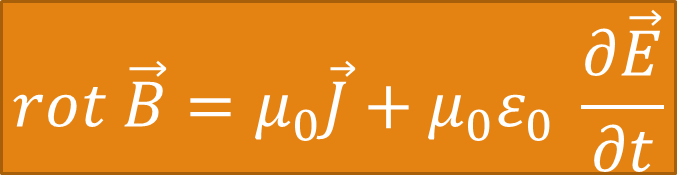 rot B⃗ = μ₀J⃗ + μ₀ε₀ ∂E⃗/∂t